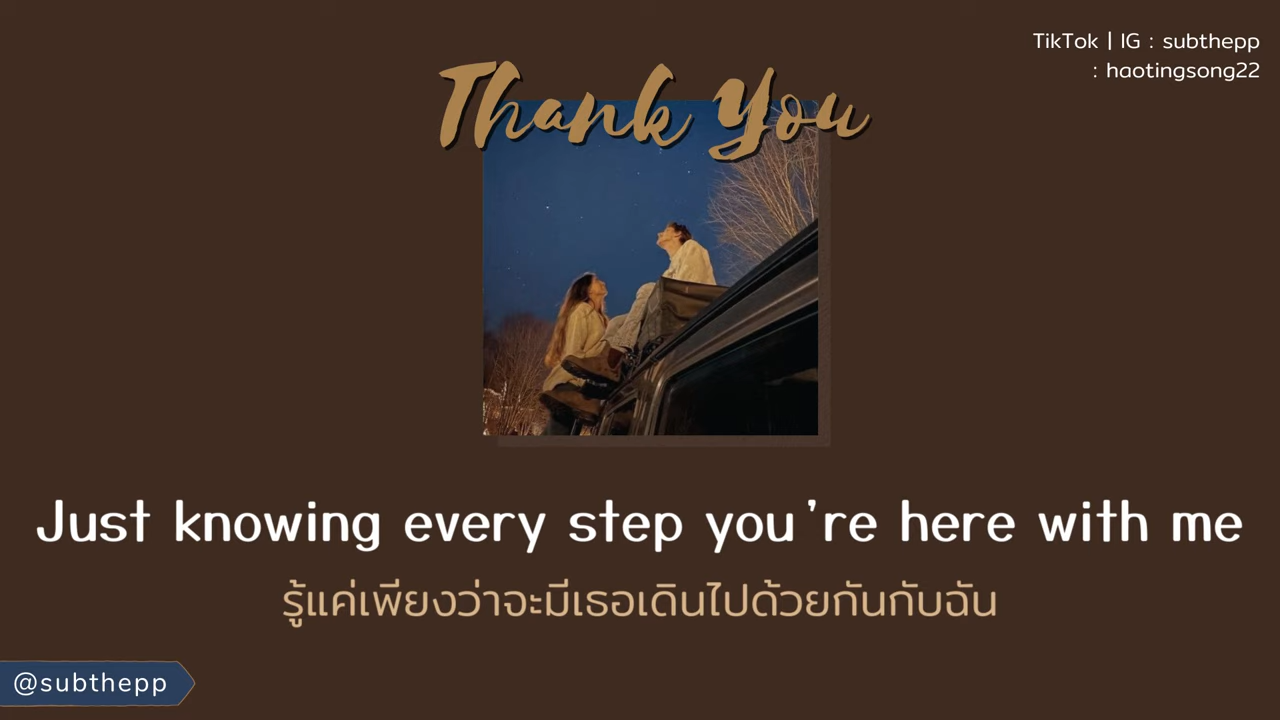 TikTok | IG : subthepp
: haotingsong22
Thank You
Just knowing every step you're here with me
รู้แค่เพียงว่าจะมีเธอเดินไปด้วยกันกับฉัน
@subthepp